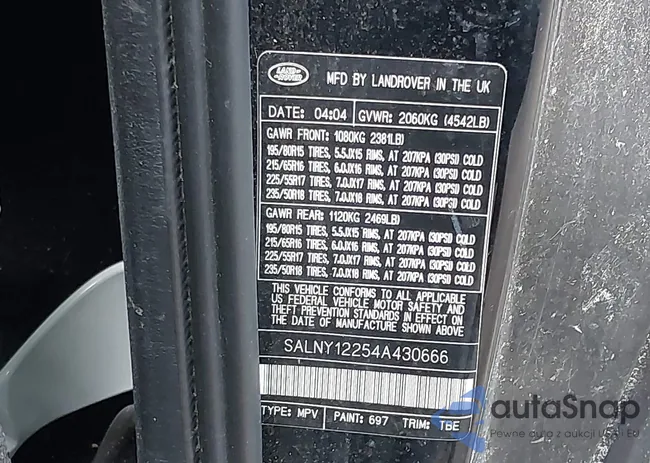 LAND ROVER
MFD BY LANDROVER IN THE UK
DATE: 04:04 GVWR: 2060KG (4542LB)
GAWR FRONT: 1080KG 2381LB)
195/80R15 TIRES, 5.5JX15 RIMS, AT 207KPA (30PSI) COLD
215/65R16 TIRES, 6.0JX16 RIMS, AT 207KPA (30PSI) COLD
225/55R17 TIRES, 7.0JX17 RIMS, AT 207KPA (30PSI) COLD
235/50R18 TIRES, 7.0JX18 RIMS, AT 207KPA (30PSI) COLD
GAWR REAR: 1120KG 2469LB)
195/80R15 TIRES, 5.5JX15 RIMS, AT 207KPA (30PSI) COLD
215/65R16 TIRES, 6.0JX16 RIMS, AT 207KPA (30PSI) COLD
225/55R17 TIRES, 7.0JX17 RIMS, AT 207KPA (30PSI) COLD
235/50R18 TIRES, 7.0JX18 RIMS, AT 207KPA (30PSI) COLD
THIS VEHICLE CONFORMS TO ALL APPLICABLE
US FEDERAL VEHICLE MOTOR SAFETY AND
THEFT PREVENTION STANDARDS IN EFFECT ON
THE DATE OF MANUFACTURE SHOWN ABOVE
SALNY12254A430666
TYPE: MPV PAINT: 697 TRIM: TBE
autaSnap
Pewne auta z aukcji USA i EU